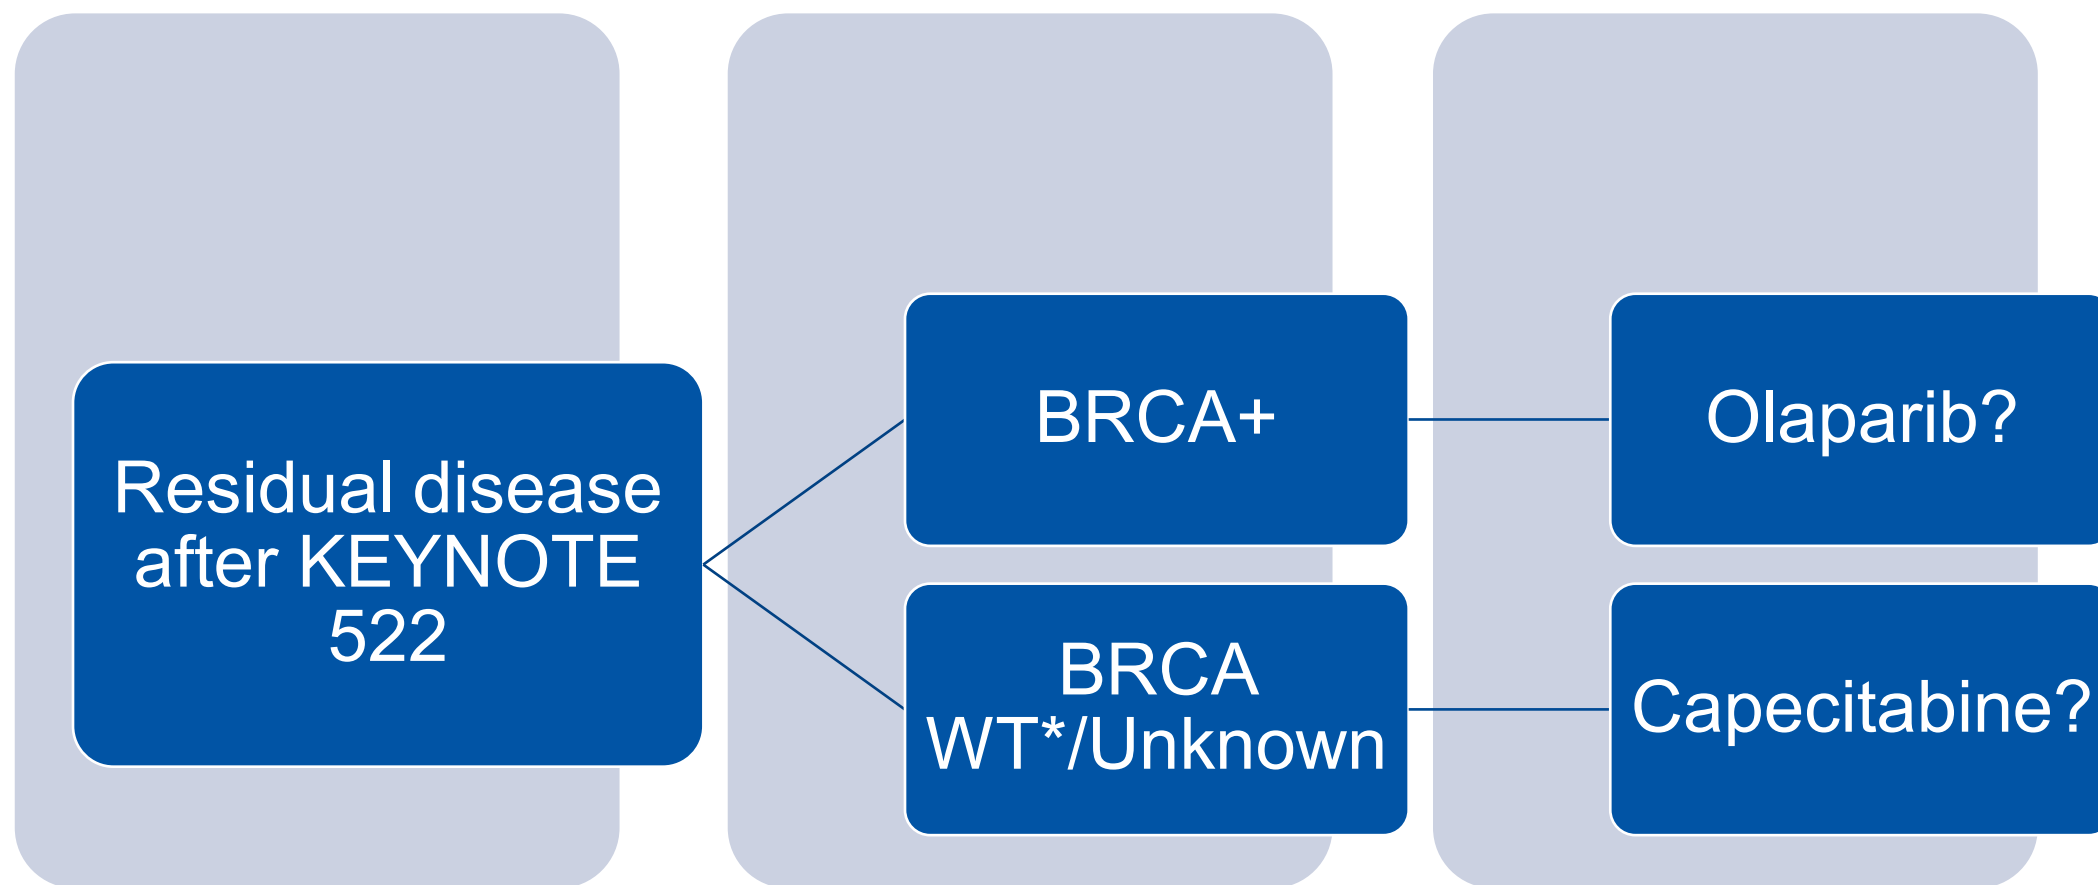 Residual disease
after KEYNOTE
522
BRCA+
Olaparib?
BRCA
WT*/Unknown
Capecitabine?